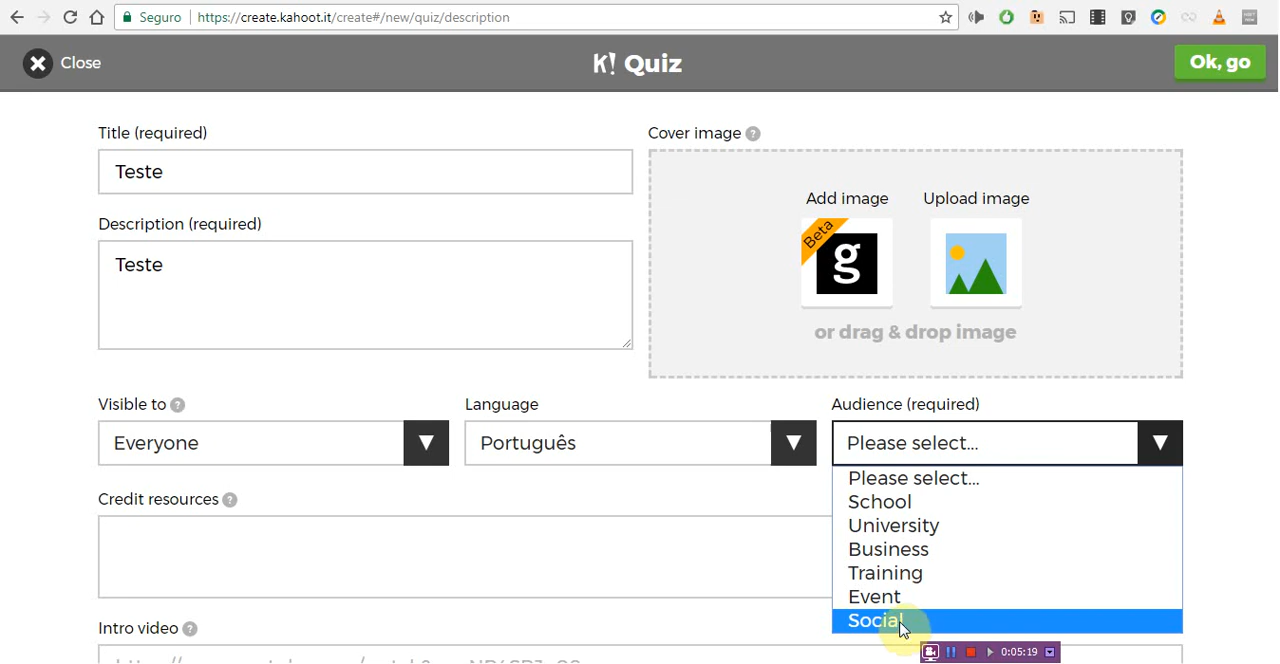 Seguro
https://create.kahoot.it/create#/new/quiz/description
Close
K! Quiz
Ok, go
Title (required)
Teste
Description (required)
Teste
Cover image ?
Add image
Upload image
Beta
g
or drag & drop image
Visible to ?
Everyone
Language
Português
Audience (required)
Please select...
Please select...
School
University
Business
Training
Event
Social
Credit resources ?
Intro video ?
0:05:19